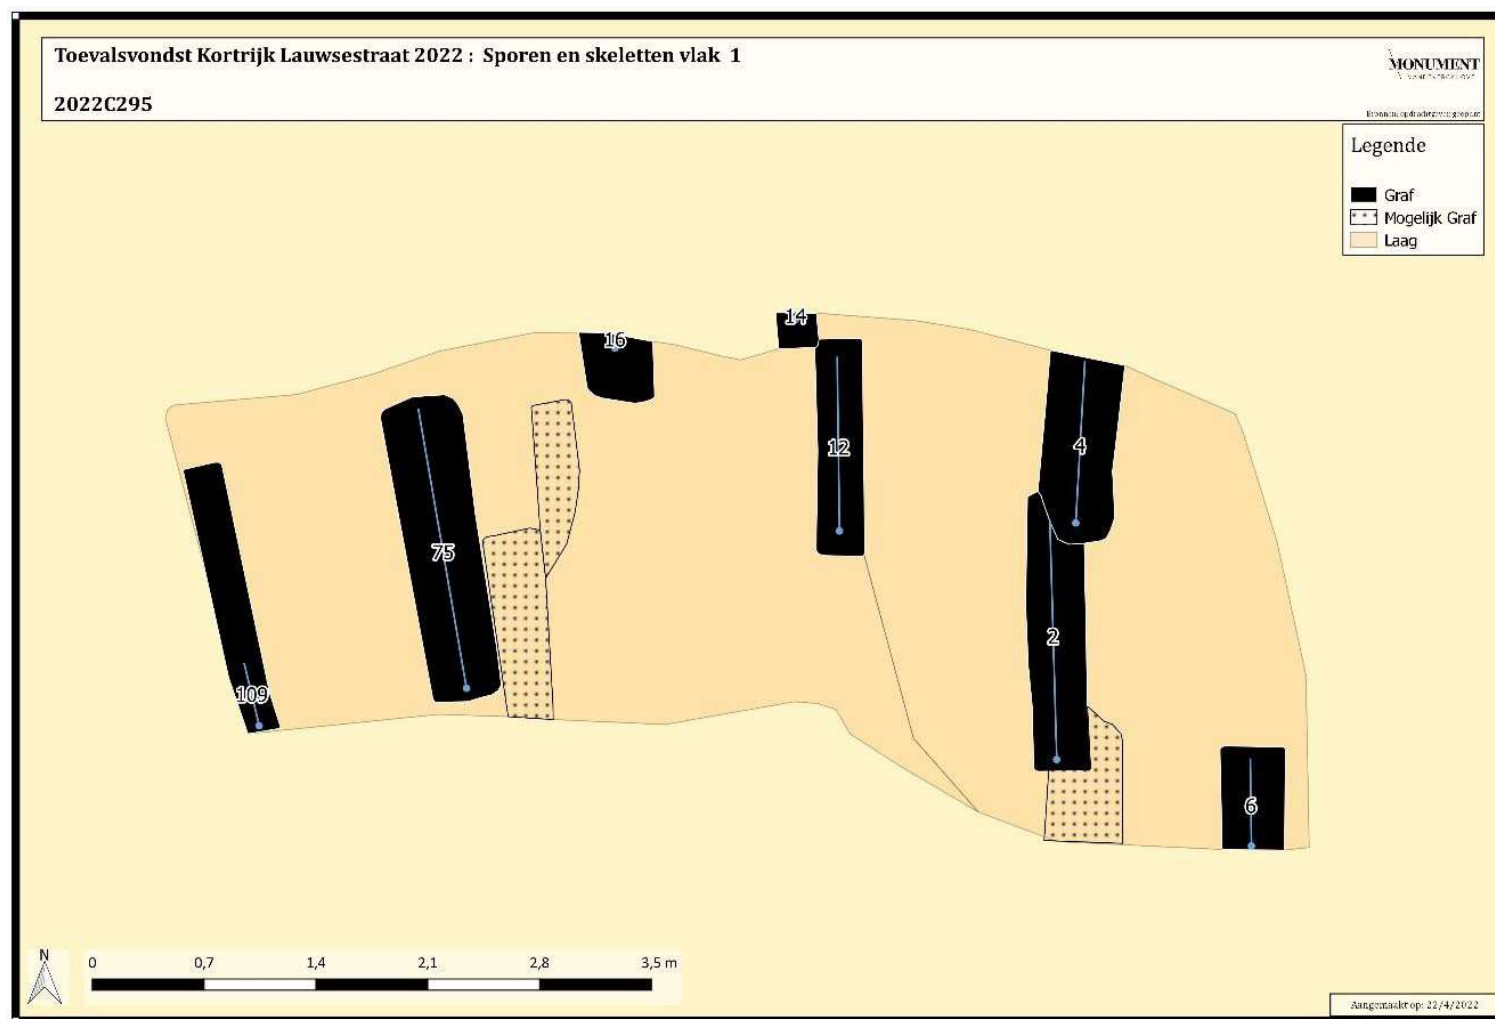 Toevalsvondst Kortrijk Lauwsestraat 2022 : Sporen en skeletten vlak 1
2022C295
MONUMENT
Legende
Graf
Mogelijk Graf
Laag
14
16
12
4
75
2
109
6
N
0 0,7 1,4 2,1 2,8 3,5 m
Aangemaakt op: 22/4/2022